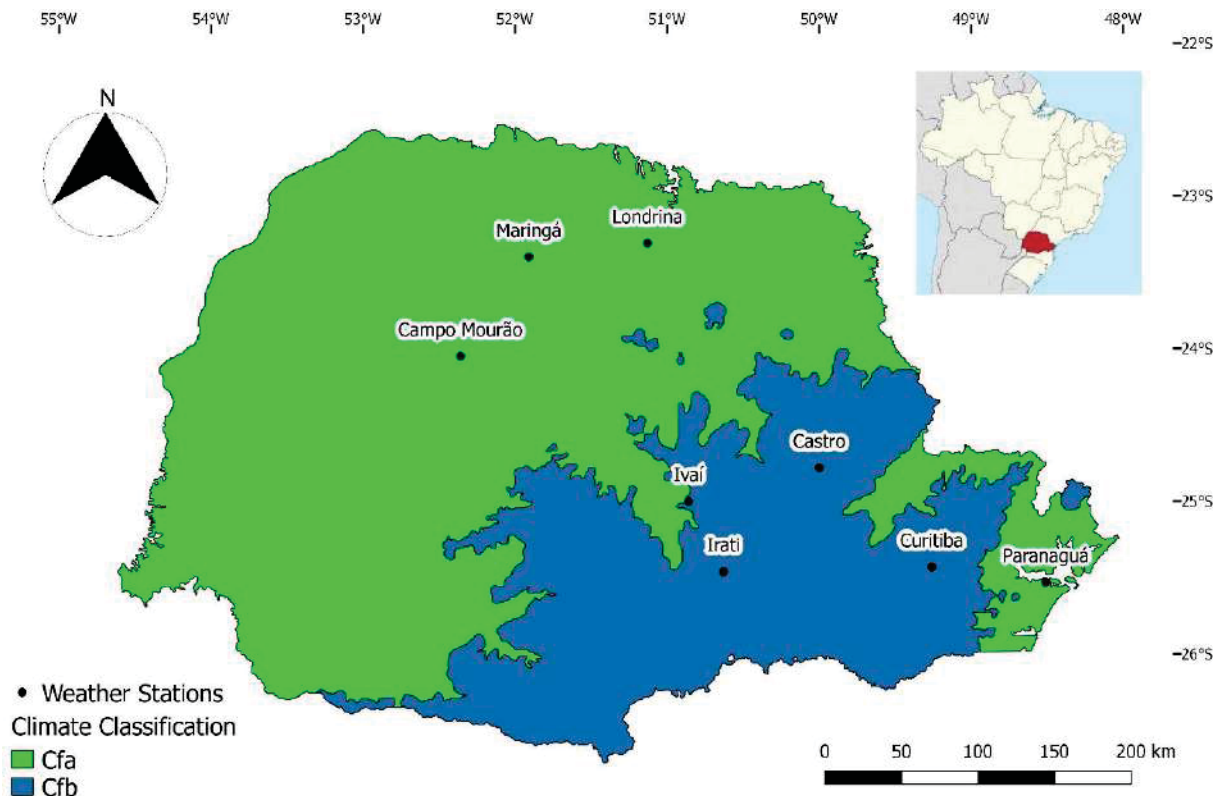 55°W 54°W 53°W 52°W 51°W 50°W 49°W 48°W
−22°S
N
−23°S
Londrina
Maringá
Campo Mourão
−24°S
Castro
Ivaí
−25°S
Irati
Curitiba
Paranaguá
−26°S
Weather Stations
Climate Classification
Cfa
Cfb
0 50 100 150 200 km